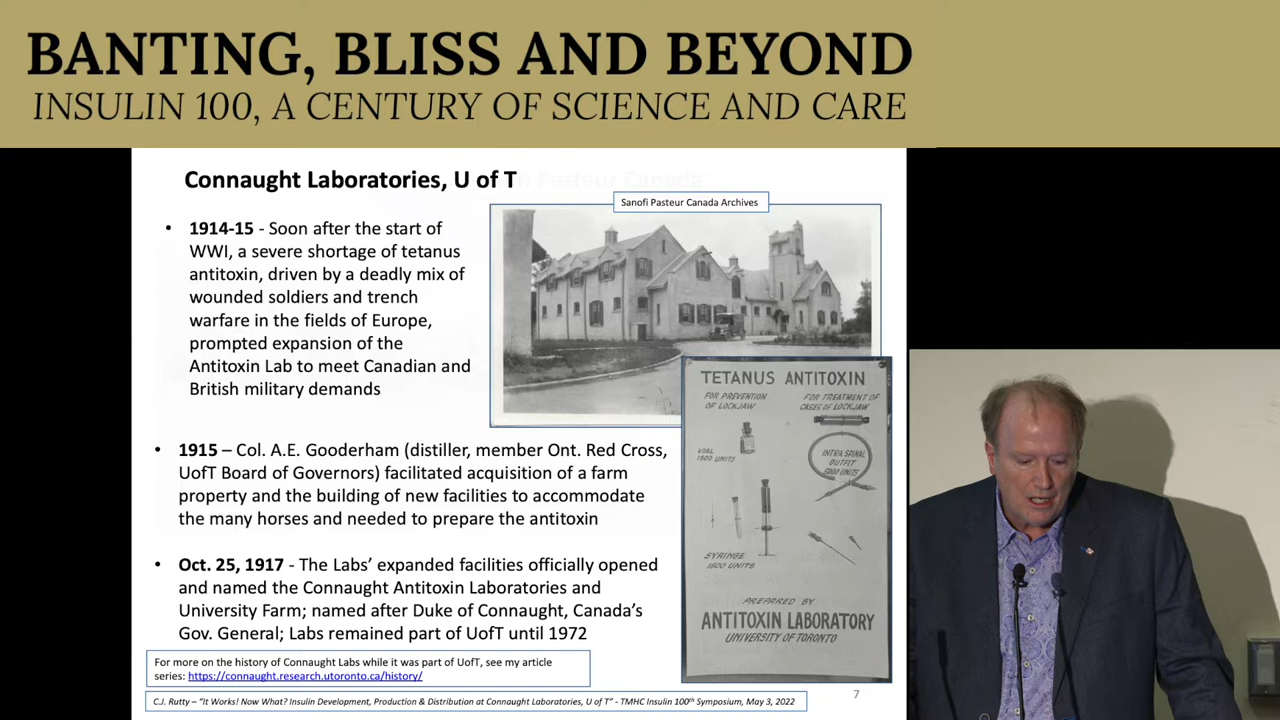 BANTING, BLISS AND BEYOND
INSULIN 100, A CENTURY OF SCIENCE AND CARE
Connaught Laboratories, U of T
Sanofi Pasteur Canada Archives
• 1914-15 - Soon after the start of
WWI, a severe shortage of tetanus
antitoxin, driven by a deadly mix of
wounded soldiers and trench
warfare in the fields of Europe,
prompted expansion of the
Antitoxin Lab to meet Canadian and
British military demands
• 1915 – Col. A.E. Gooderham (distiller, member Ont. Red Cross,
UofT Board of Governors) facilitated acquisition of a farm
property and the building of new facilities to accommodate
the many horses and needed to prepare the antitoxin
• Oct. 25, 1917 - The Labs' expanded facilities officially opened
and named the Connaught Antitoxin Laboratories and
University Farm; named after Duke of Connaught, Canada's
Gov. General; Labs remained part of UofT until 1972
TETANUS ANTITOXIN
FOR PREVENTION
OF LOCKJAW
FOR TREATMENT OF
CASES OF LOCKJAW
VIAL
1500 UNITS
INTRA SPINAL
OUTFIT
5000 UNITS
SYRINGE
1500 UNITS
PREPARED BY
ANTITOXIN LABORATORY
UNIVERSITY OF TORONTO
For more on the history of Connaught Labs while it was part of UofT, see my article
series: https://connaught.research.utoronto.ca/history/
C.J. Rutty – "It Works! Now What? Insulin Development, Production & Distribution at Connaught Laboratories, U of T" - TMHC Insulin 100th Symposium, May 3, 2022
7